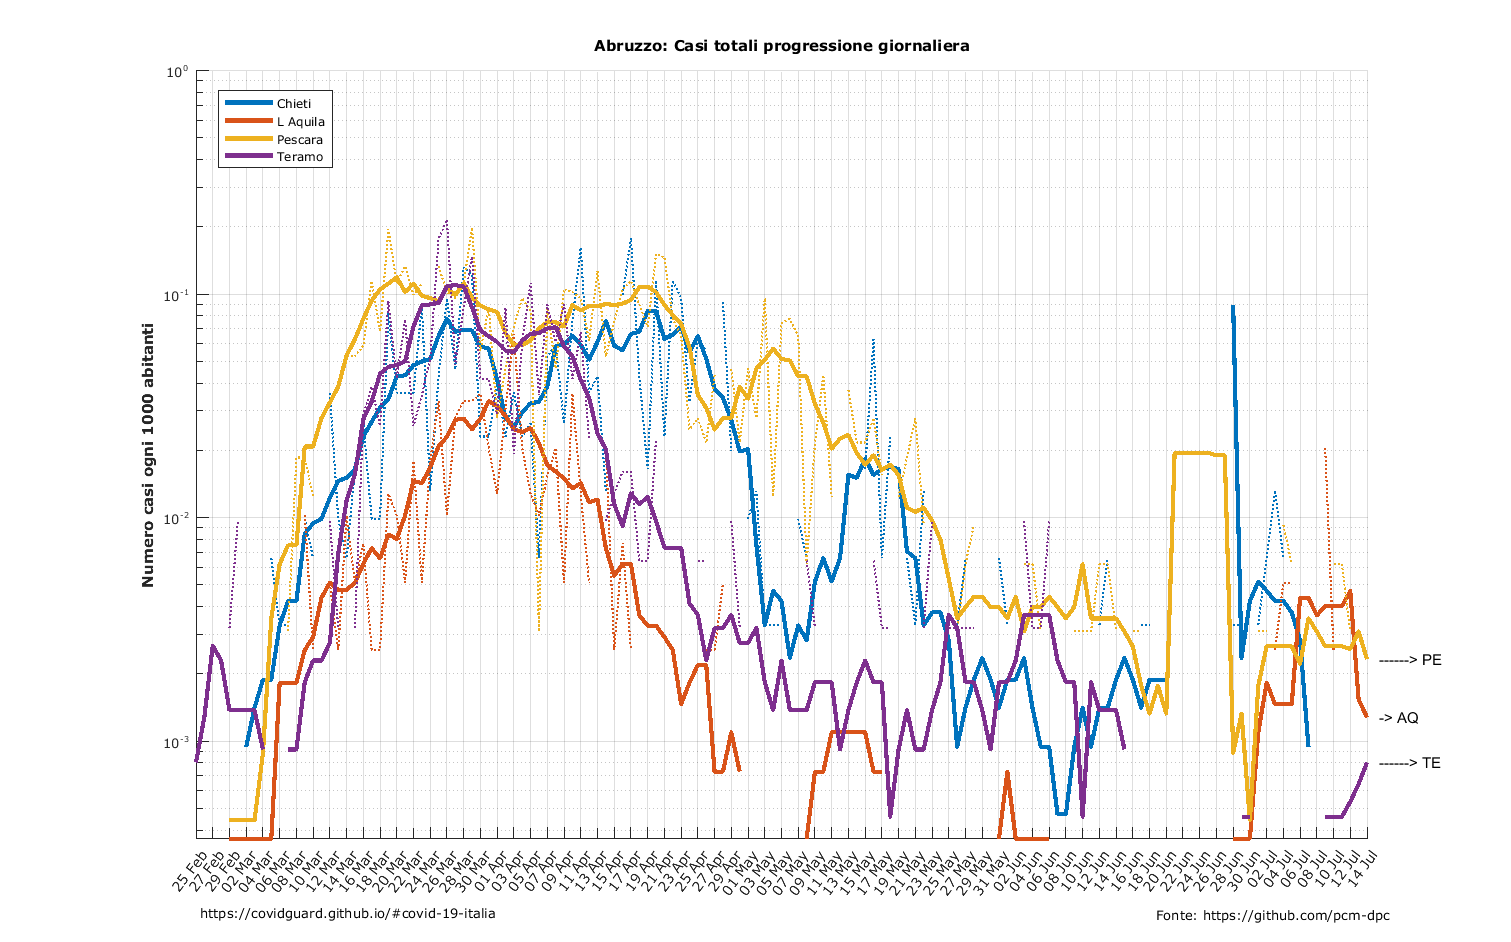 Abruzzo: Casi totali progressione giornaliera
Numero casi ogni 1000 abitanti
10⁰
10⁻¹
10⁻²
10⁻³
Chieti
L Aquila
Pescara
Teramo
------> PE
-> AQ
------> TE
25 Feb
27 Feb
29 Feb
02 Mar
04 Mar
06 Mar
08 Mar
10 Mar
12 Mar
14 Mar
16 Mar
18 Mar
20 Mar
22 Mar
24 Mar
26 Mar
28 Mar
30 Mar
01 Apr
03 Apr
05 Apr
07 Apr
09 Apr
11 Apr
13 Apr
15 Apr
17 Apr
19 Apr
21 Apr
23 Apr
25 Apr
27 Apr
29 Apr
01 May
03 May
05 May
07 May
09 May
11 May
13 May
15 May
17 May
19 May
21 May
23 May
25 May
27 May
29 May
31 May
02 Jun
04 Jun
06 Jun
08 Jun
10 Jun
12 Jun
14 Jun
16 Jun
18 Jun
20 Jun
22 Jun
24 Jun
26 Jun
28 Jun
30 Jun
02 Jul
04 Jul
06 Jul
08 Jul
10 Jul
12 Jul
14 Jul
https://covidguard.github.io/#covid-19-italia
Fonte: https://github.com/pcm-dpc